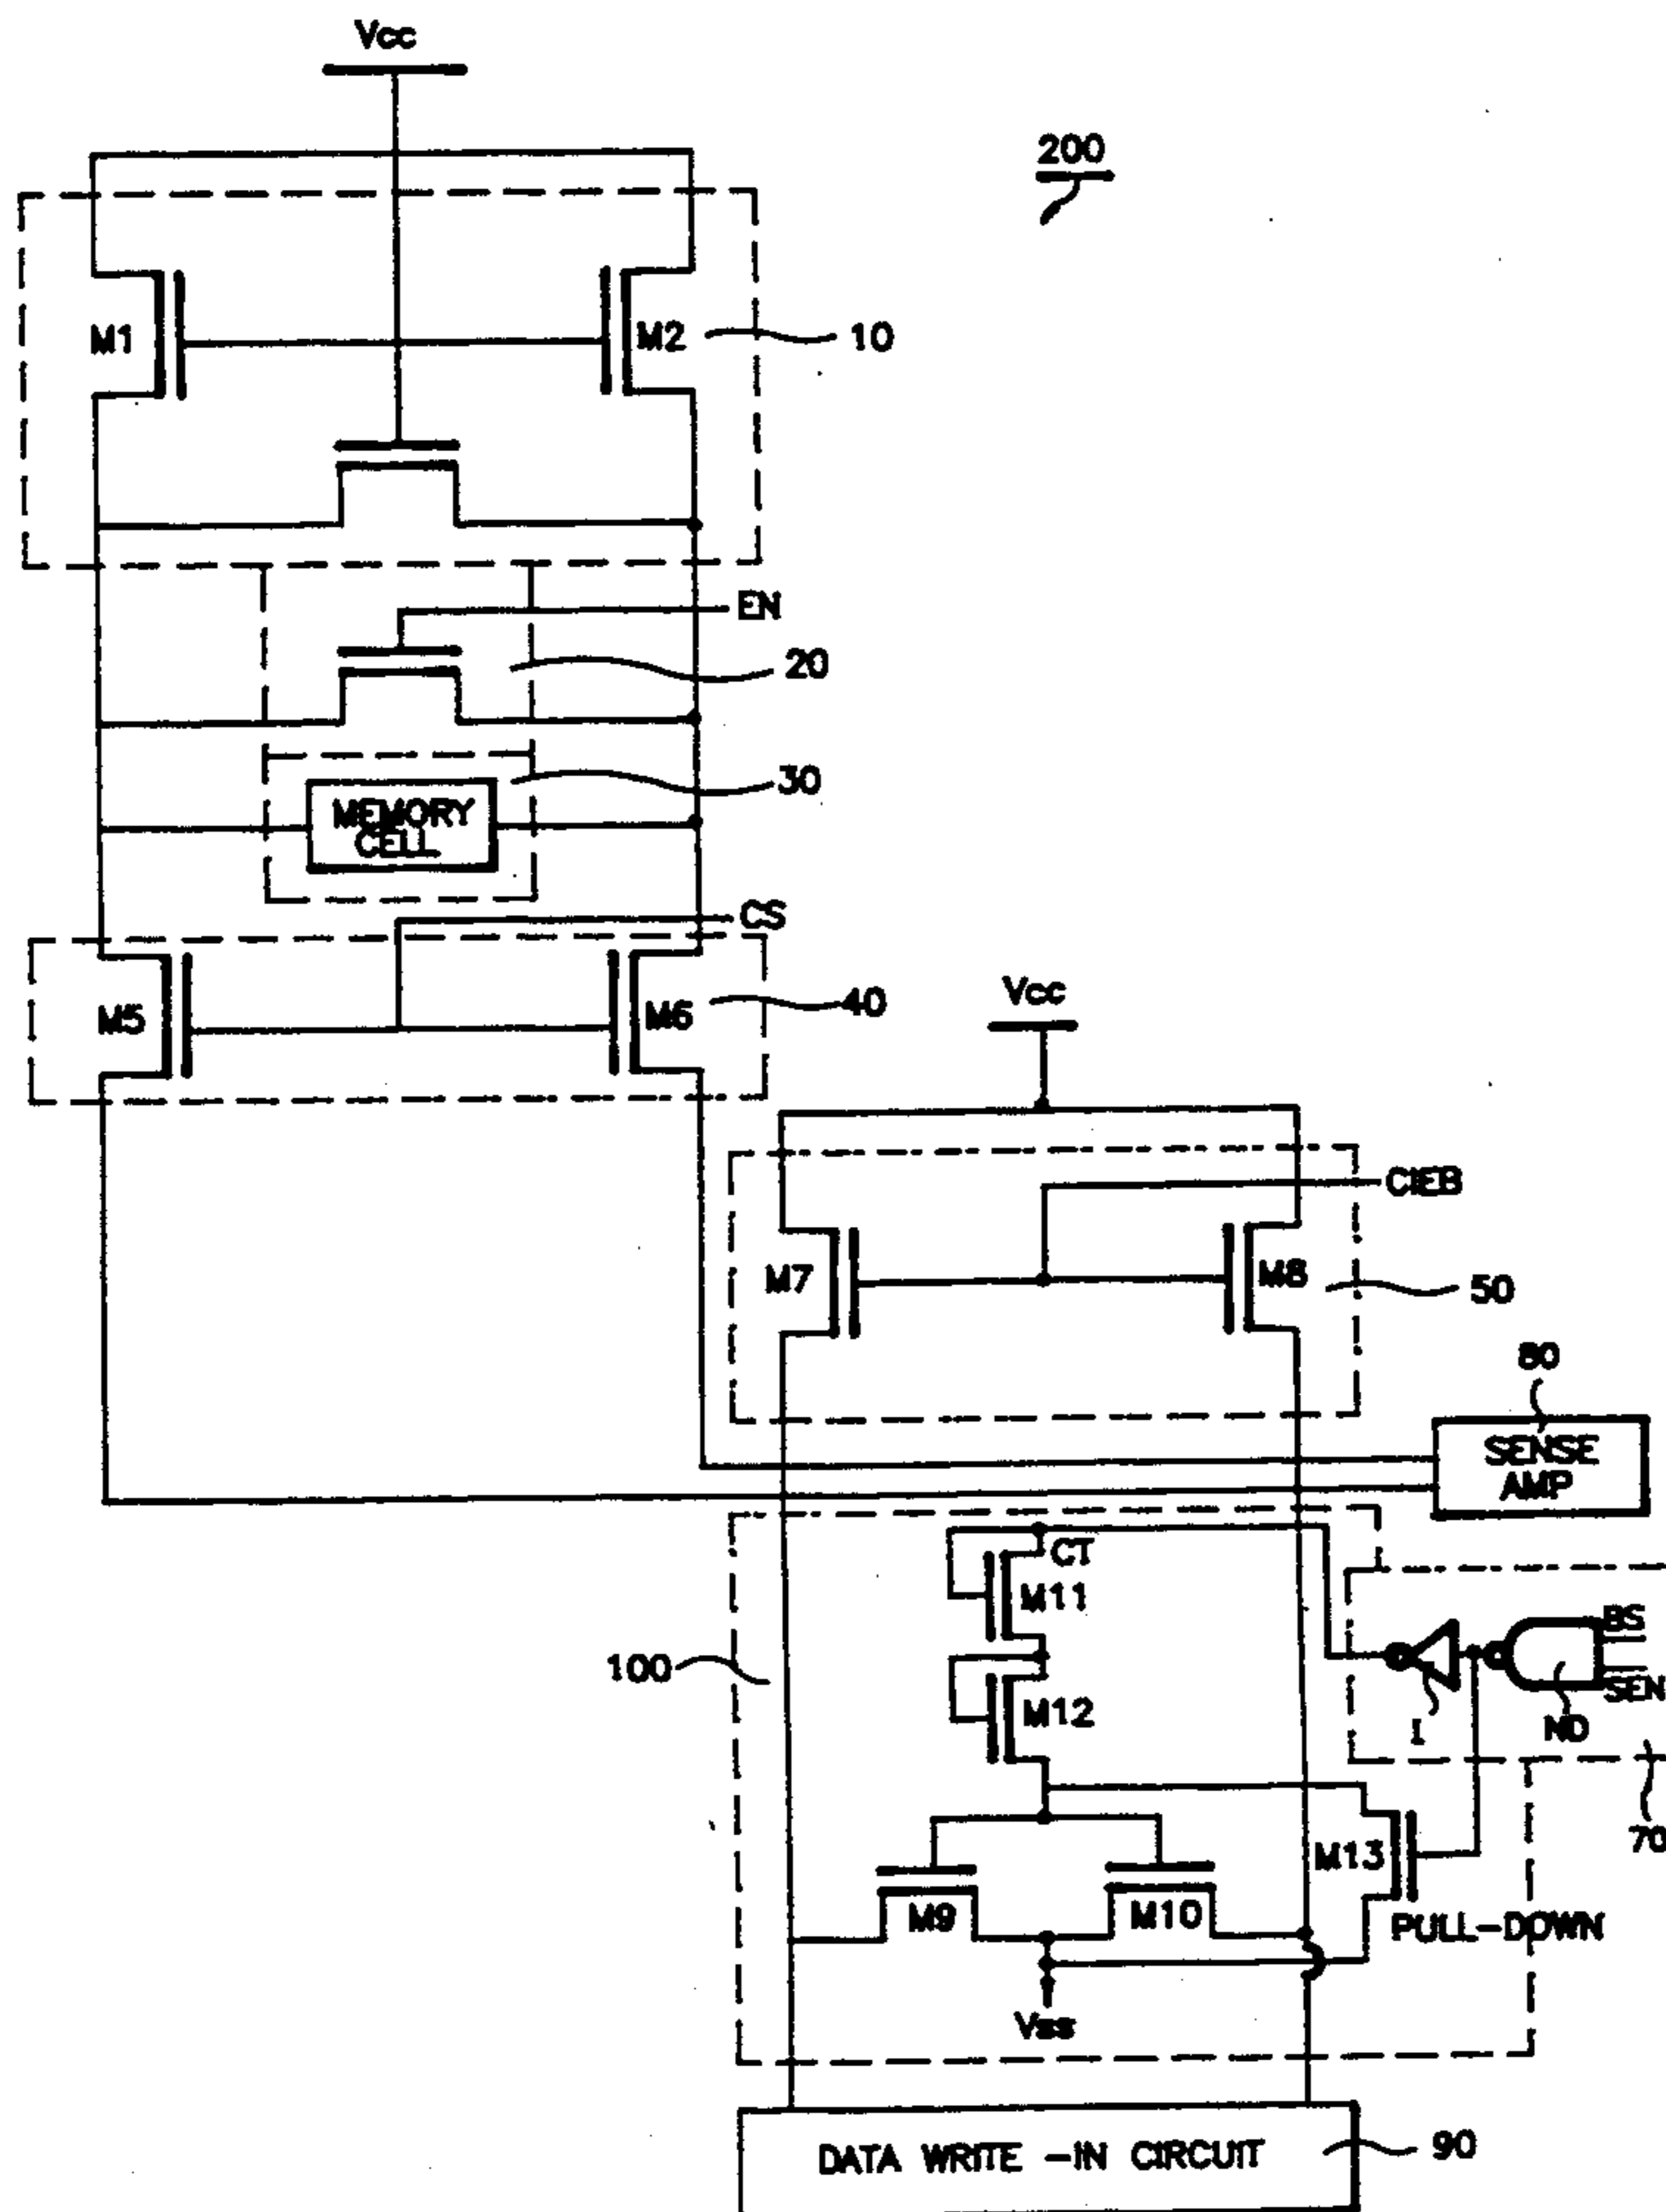 Vcc
200
M1
M2
10
EN
20
30
MEMORY
CELL
CS
M5
M6
40
Vcc
CIEB
M7
M8
50
80
SENSE
AMP
CT
M11
BS
100
SEN
M12
I
ND
70
M13
M9
M10
PULL-DOWN
Vss
DATA WRITE -IN CIRCUIT
90